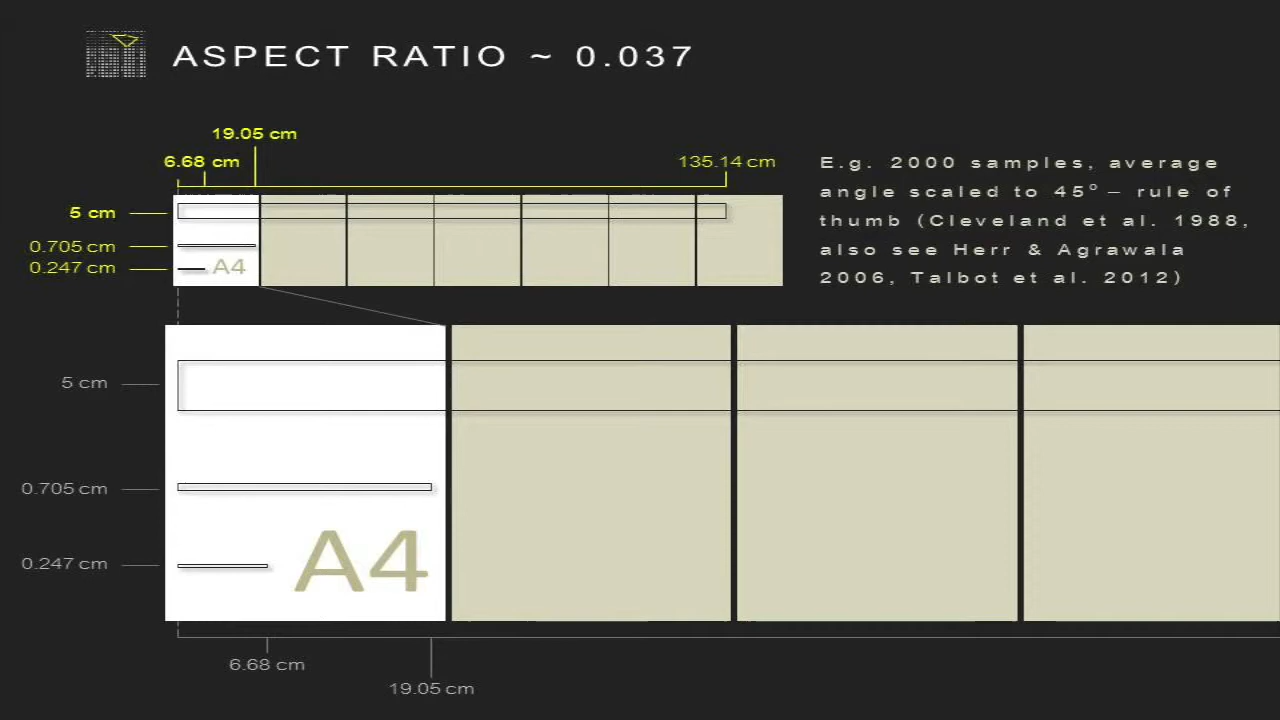 ASPECT RATIO ~ 0.037
19.05 cm
6.68 cm
135.14 cm
5 cm
0.705 cm
0.247 cm
A4
E.g. 2000 samples, average
angle scaled to 45º – rule of
thumb (Cleveland et al. 1988,
also see Herr & Agrawala
2006, Talbot et al. 2012)
5 cm
0.705 cm
0.247 cm
A4
6.68 cm
19.05 cm